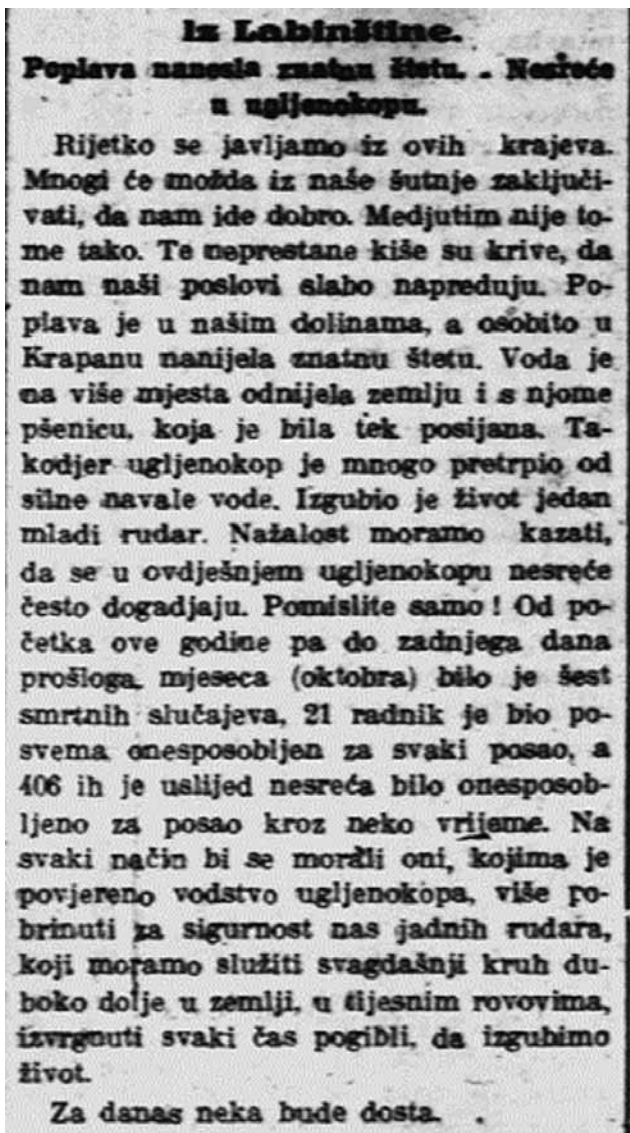 Iz Labinštine.
Poplava nanesla znatnu štetu. - Nesreće
u ugljenokopu.
Rijetko se javljamo iz ovih krajeva.
Mnogi će možda iz naše šutnje zaključi-
vati, da nam ide dobro. Medjutim nije to-
me tako. Te neprestane kiše su krive, da
nam naši poslovi slabo napreduju. Po-
plava je u našim dolinama, a osobito u
Krapanu nanijela znatnu štetu. Voda je
na više mjesta odnijela zemlju i s njome
pšenicu, koja je bila tek posijana. Ta-
kodjer ugljenokop je mnogo pretrpio od
silne navale vode. Izgubio je život jedan
mladi rudar. Nažalost moramo kazati,
da se u ovdješnjem ugljenokopu nesreće
često dogadjaju. Pomislite samo! Od po-
četka ove godine pa do zadnjega dana
prošloga mjeseca (oktobra) bilo je šest
smrtnih slučajeva, 21 radnik je bio po-
svema onesposobljen za svaki posao, a
406 ih je uslijed nesreća bilo onesposob-
ljeno za posao kroz neko vrijeme. Na
svaki način bi se morali oni, kojima je
povjereno vodstvo ugljenokopa, više po-
brinuti za sigurnost nas jadnih rudara,
koji moramo služiti svagdašnji kruh du-
boko dolje u zemlji, u tijesnim rovovima,
izvrgnuti svaki čas pogibli, da izgubimo
život.
Za danas neka bude dosta.